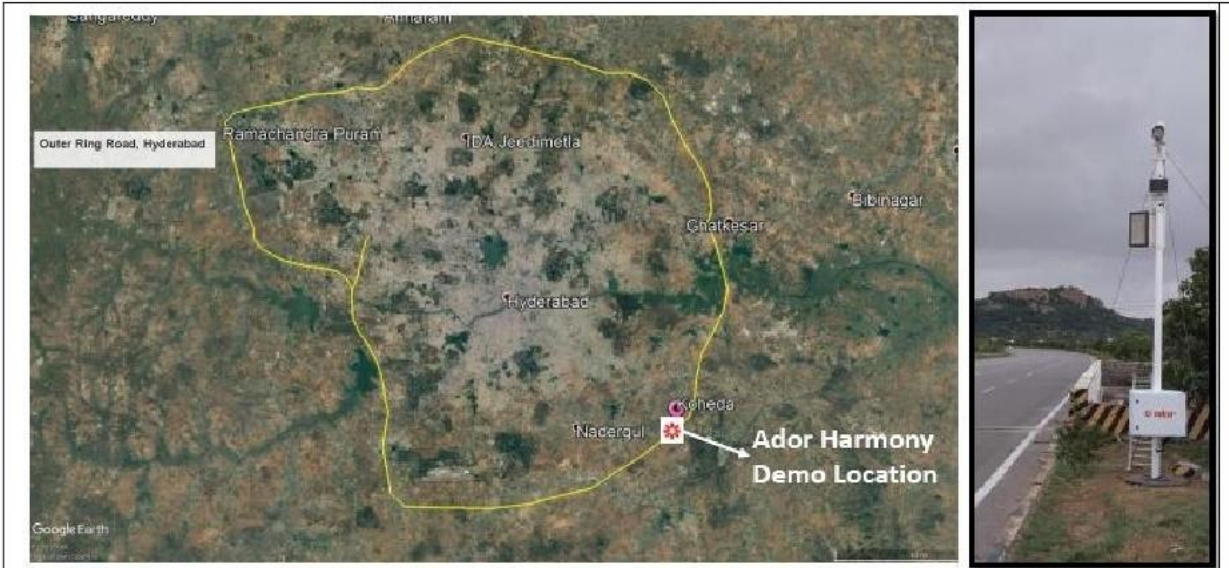 Sangareddy
Outer Ring Road, Hyderabad
Ramachandra Puram
IDA Jeedimetla
Bibinagar
Ghatkesar
Hyderabad
Koheda
Nadergul
Ador Harmony
Demo Location
Google Earth